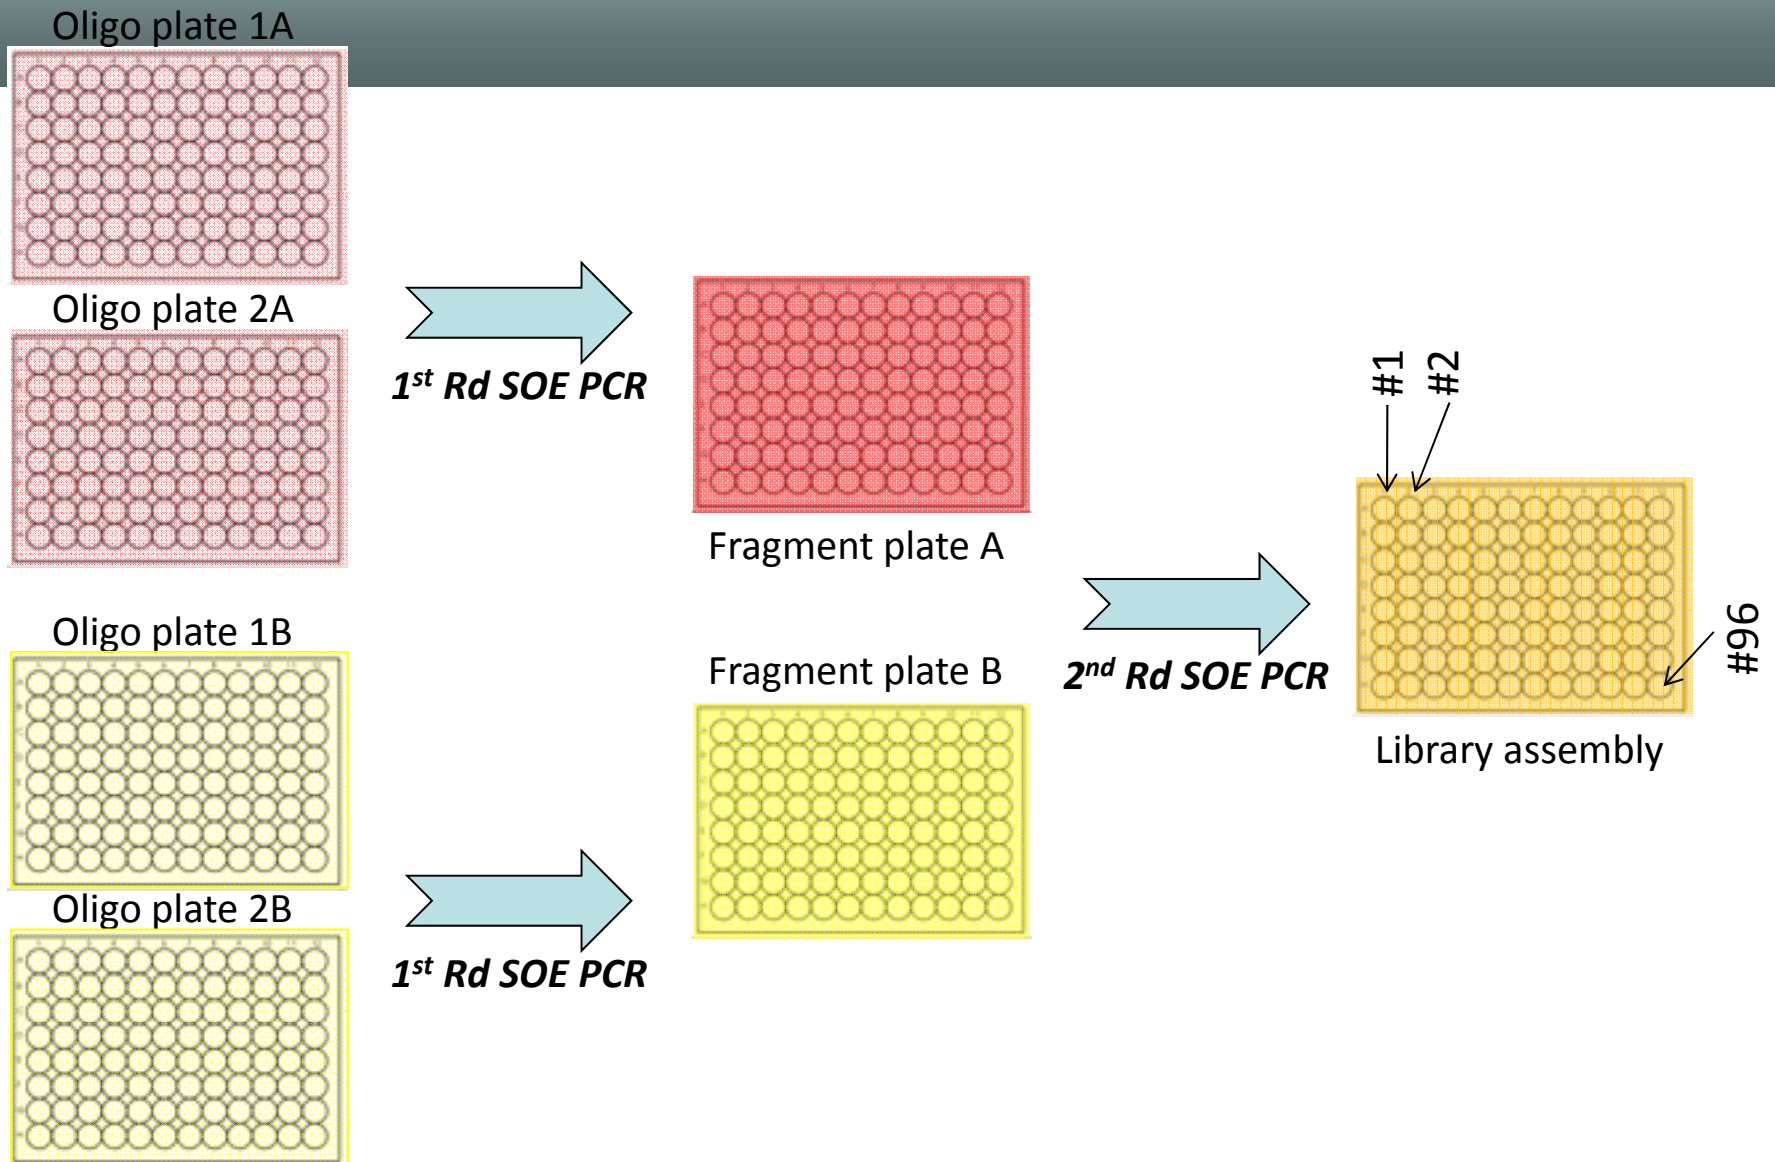 Oligo plate 1A
Oligo plate 2A
1st Rd SOE PCR
Fragment plate A
Oligo plate 1B
Oligo plate 2B
1st Rd SOE PCR
Fragment plate B
2nd Rd SOE PCR
#1
#2
#96
Library assembly